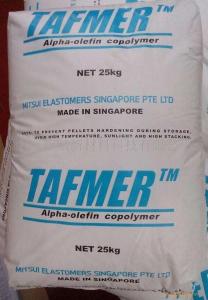 TAFMER™
Alpha-olefin copolymer
NET 25kg
MITSUI ELASTOMERS SINGAPORE PTE LTD
MADE IN SINGAPORE
TO PREVENT PELLETS HARDENING DURING STORAGE,
AVOID HIGH TEMPERATURE, SUNLIGHT AND HIGH STACKING.
TAFMER™
Alpha-olefin copolymer
NET 25kg
MITSUI ELASTOMERS SINGAPORE PTE LTD
MADE IN SINGAPORE